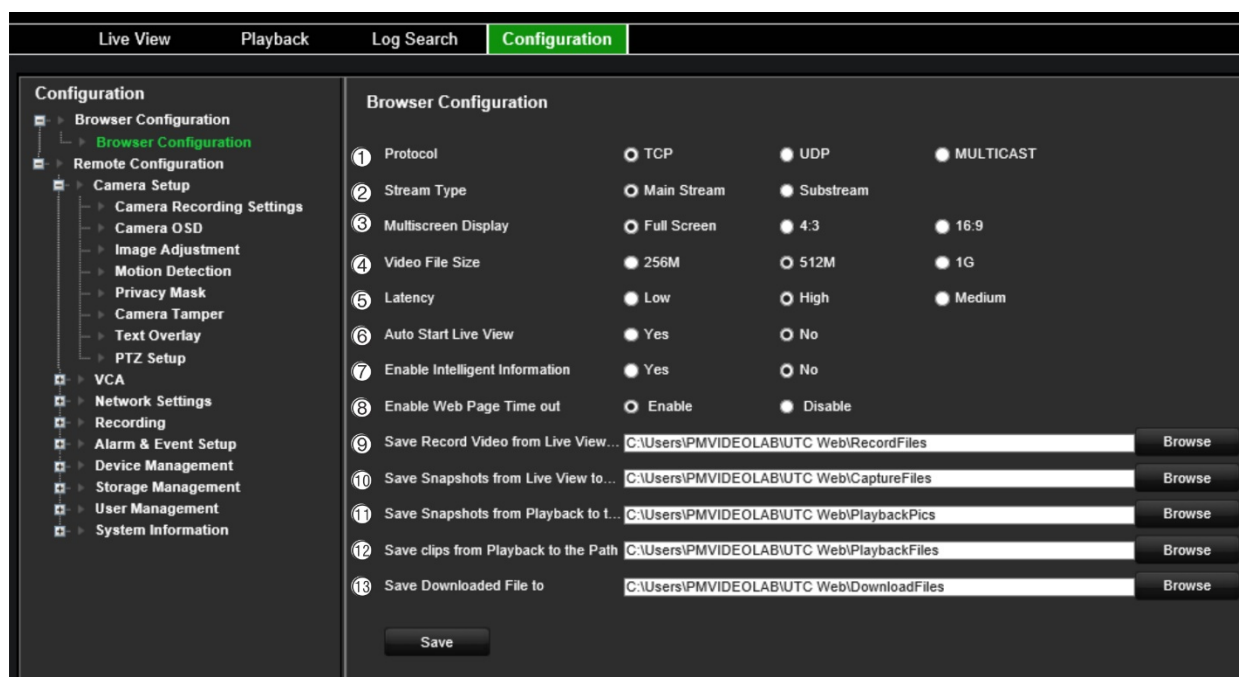 Live View Playback Log Search Configuration
Configuration
Browser Configuration
Browser Configuration
Remote Configuration
Camera Setup
Camera Recording Settings
Camera OSD
Image Adjustment
Motion Detection
Privacy Mask
Camera Tamper
Text Overlay
PTZ Setup
VCA
Network Settings
Recording
Alarm & Event Setup
Device Management
Storage Management
User Management
System Information
Browser Configuration
① Protocol TCP UDP MULTICAST
② Stream Type Main Stream Substream
③ Multiscreen Display Full Screen 4:3 16:9
④ Video File Size 256M 512M 1G
⑤ Latency Low High Medium
⑥ Auto Start Live View Yes No
⑦ Enable Intelligent Information Yes No
⑧ Enable Web Page Time out Enable Disable
⑨ Save Record Video from Live View... C:\Users\PMVIDEOLAB\UTC Web\RecordFiles Browse
⑩ Save Snapshots from Live View to... C:\Users\PMVIDEOLAB\UTC Web\CaptureFiles Browse
⑪ Save Snapshots from Playback to t... C:\Users\PMVIDEOLAB\UTC Web\PlaybackPics Browse
⑫ Save clips from Playback to the Path C:\Users\PMVIDEOLAB\UTC Web\PlaybackFiles Browse
⑬ Save Downloaded File to C:\Users\PMVIDEOLAB\UTC Web\DownloadFiles Browse
Save